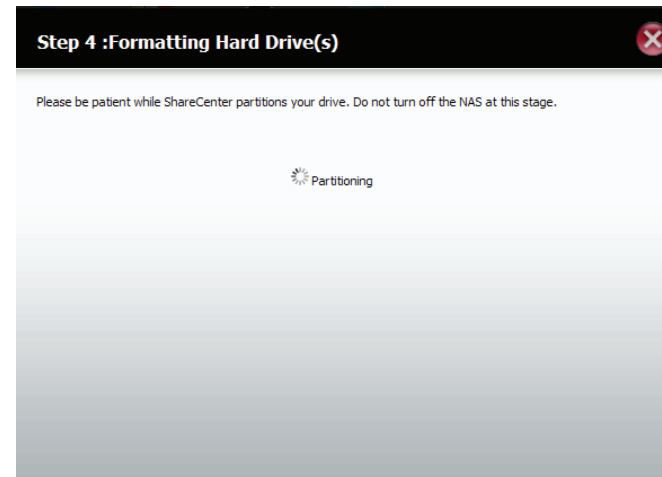 Step 4 :Formatting Hard Drive(s)
Please be patient while ShareCenter partitions your drive. Do not turn off the NAS at this stage.
Partitioning